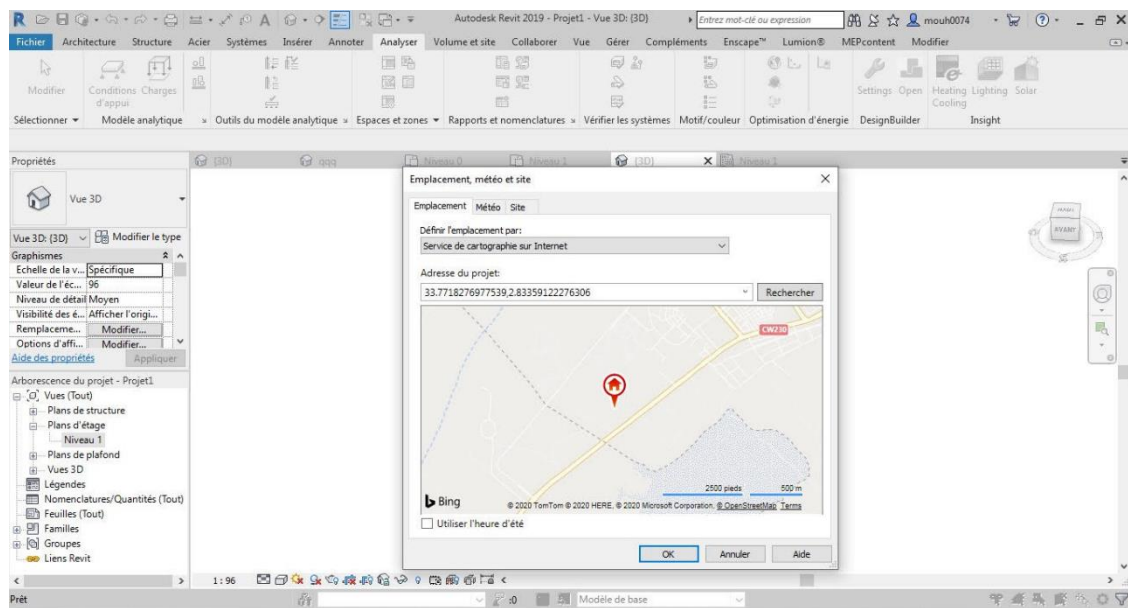 Autodesk Revit 2019 - Projet1 - Vue 3D: {3D}
Entrez mot-clé ou expression
mouh0074
Fichier Architecture Structure Acier Systèmes Insérer Annoter Analyser Volume et site Collaborer Vue Gérer Compléments Enscape™ Lumion® MEPcontent Modifier
Modifier
Conditions d'appui
Charges
Settings Open
Heating Cooling
Lighting Solar
Sélectionner Modèle analytique Outils du modèle analytique Espaces et zones Rapports et nomenclatures Vérifier les systèmes Motif/couleur Optimisation d'énergie DesignBuilder Insight
Propriétés
{3D} qqq Niveau 0 Niveau 1 {3D} Niveau 1
Vue 3D
Vue 3D: {3D} Modifier le type
Graphismes
Echelle de la v... Spécifique
Valeur de l'éc... 96
Niveau de détail Moyen
Visibilité des é... Afficher l'origi...
Remplaceme... Modifier...
Options d'affi... Modifier...
Aide des propriétés Appliquer
Arborescence du projet - Projet1
Vues (Tout)
Plans de structure
Plans d'étage
Niveau 1
Plans de plafond
Vues 3D
Légendes
Nomenclatures/Quantités (Tout)
Feuilles (Tout)
Familles
Groupes
Liens Revit
Emplacement, météo et site
Emplacement Météo Site
Définir l'emplacement par:
Service de cartographie sur Internet
Adresse du projet:
33.7718276977539,2.83359122276306
Rechercher
CW230
2500 pieds 500 m
Bing
© 2020 TomTom © 2020 HERE, © 2020 Microsoft Corporation, © OpenStreetMap Terms
Utiliser l'heure d'été
OK Annuler Aide
AVANT
1 : 96
Prêt
:0
Modèle de base